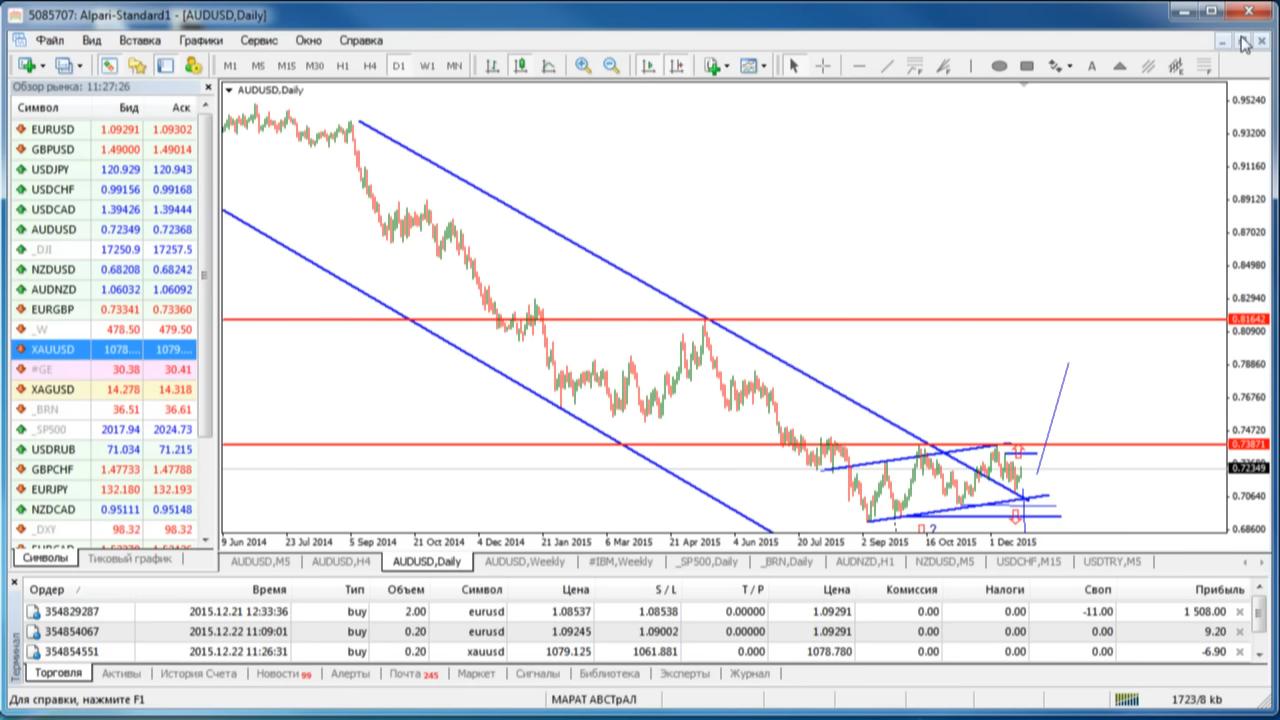 5085707: Alpari-Standard1 - [AUDUSD,Daily]
Файл Вид Вставка Графики Сервис Окно Справка
M1 M5 M15 M30 H1 H4 D1 W1 MN A
Обзор рынка: 11:27:26
Символ Бид Аск
EURUSD 1.09291 1.09302
GBPUSD 1.49000 1.49014
USDJPY 120.929 120.943
USDCHF 0.99156 0.99168
USDCAD 1.39426 1.39444
AUDUSD 0.72349 0.72368
_DJI 17250.9 17257.5
NZDUSD 0.68208 0.68242
AUDNZD 1.06032 1.06092
EURGBP 0.73341 0.73360
_W 478.50 479.50
XAUUSD 1078.... 1079....
#GE 30.38 30.41
XAGUSD 14.278 14.318
_BRN 36.51 36.61
_SP500 2017.94 2024.73
USDRUB 71.034 71.215
GBPCHF 1.47733 1.47788
EURJPY 132.180 132.193
NZDCAD 0.95111 0.95148
_DXY 98.32 98.32
Символы Тиковый график
AUDUSD,Daily
0.95240
0.93200
0.91160
0.89120
0.87020
0.84980
0.82940
0.81642
0.80900
0.78860
0.76760
0.74720
0.73871
0.72349
0.70640
0.68600
?
9 Jun 2014 23 Jul 2014 5 Sep 2014 21 Oct 2014 4 Dec 2014 21 Jan 2015 6 Mar 2015 21 Apr 2015 4 Jun 2015 20 Jul 2015 2 Sep 2015 16 Oct 2015 1 Dec 2015
AUDUSD,M5 AUDUSD,H4 AUDUSD,Daily AUDUSD,Weekly #IBM,Weekly _SP500,Daily _BRN,Daily AUDNZD,H1 NZDUSD,M5 USDCHF,M15 USDTRY,M5
Ордер / Время Тип Объем Символ Цена S / L T / P Цена Комиссия Налоги Своп Прибыль
354829287 2015.12.21 12:33:36 buy 2.00 eurusd 1.08537 1.08538 0.00000 1.09291 0.00 0.00 -11.00 1 508.00
354854067 2015.12.22 11:09:01 buy 0.20 eurusd 1.09245 1.09002 0.00000 1.09291 0.00 0.00 0.00 9.20
354854551 2015.12.22 11:26:31 buy 0.20 xauusd 1079.125 1061.881 0.000 1078.780 0.00 0.00 0.00 -6.90
Терминал
Торговля Активы История Счета Новости 99 Алерты Почта 245 Маркет Сигналы Библиотека Эксперты Журнал
Для справки, нажмите F1 МАРАТ АВСТрАЛ 1723/8 kb